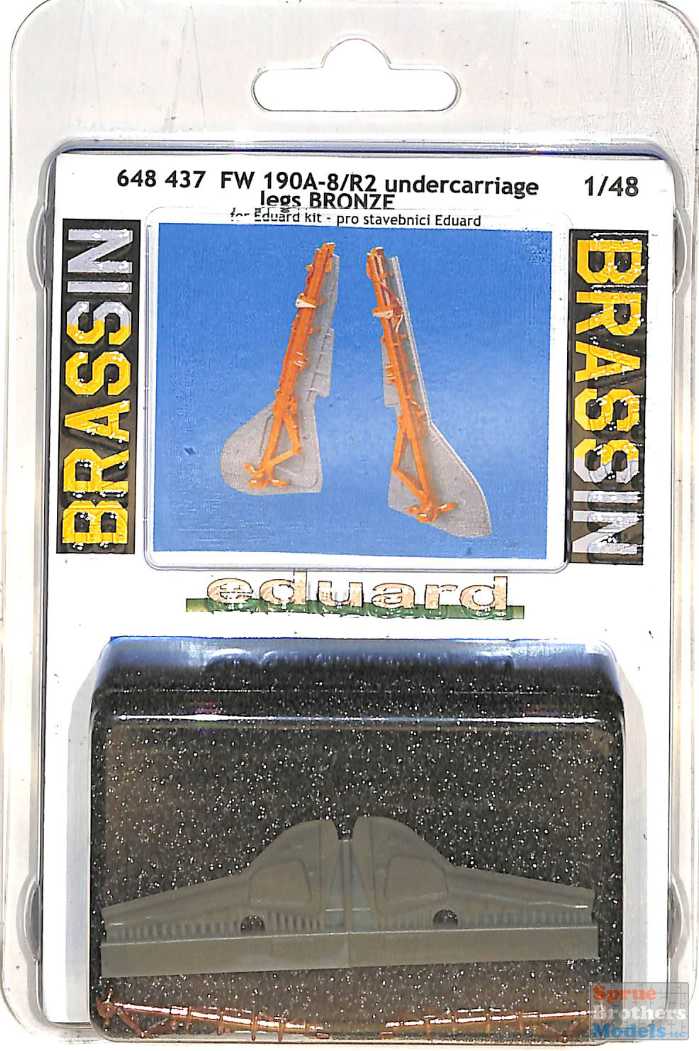 648 437 FW 190A-8/R2 undercarriage 1/48
legs BRONZE
for Eduard kit - pro stavebnici Eduard
BRASSIN
BRASSIN
eduard
Sprue
Brothers
Models LLC